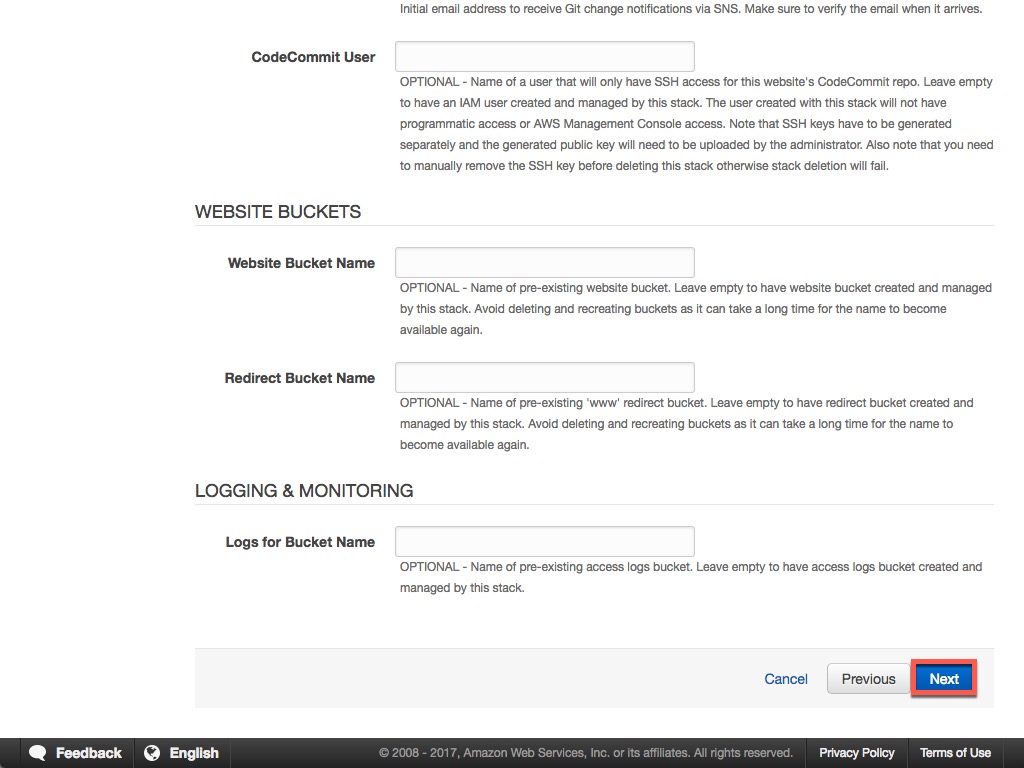 Initial email address to receive Git change notifications via SNS. Make sure to verify the email when it arrives.
CodeCommit User
OPTIONAL - Name of a user that will only have SSH access for this website's CodeCommit repo. Leave empty
to have an IAM user created and managed by this stack. The user created with this stack will not have
programmatic access or AWS Management Console access. Note that SSH keys have to be generated
separately and the generated public key will need to be uploaded by the administrator. Also note that you need
to manually remove the SSH key before deleting this stack otherwise stack deletion will fail.
WEBSITE BUCKETS
Website Bucket Name
OPTIONAL - Name of pre-existing website bucket. Leave empty to have website bucket created and managed
by this stack. Avoid deleting and recreating buckets as it can take a long time for the name to become
available again.
Redirect Bucket Name
OPTIONAL - Name of pre-existing 'www' redirect bucket. Leave empty to have redirect bucket created and
managed by this stack. Avoid deleting and recreating buckets as it can take a long time for the name to
become available again.
LOGGING & MONITORING
Logs for Bucket Name
OPTIONAL - Name of pre-existing access logs bucket. Leave empty to have access logs bucket created and
managed by this stack.
Cancel Previous Next
Feedback English © 2008 - 2017, Amazon Web Services, Inc. or its affiliates. All rights reserved. Privacy Policy Terms of Use